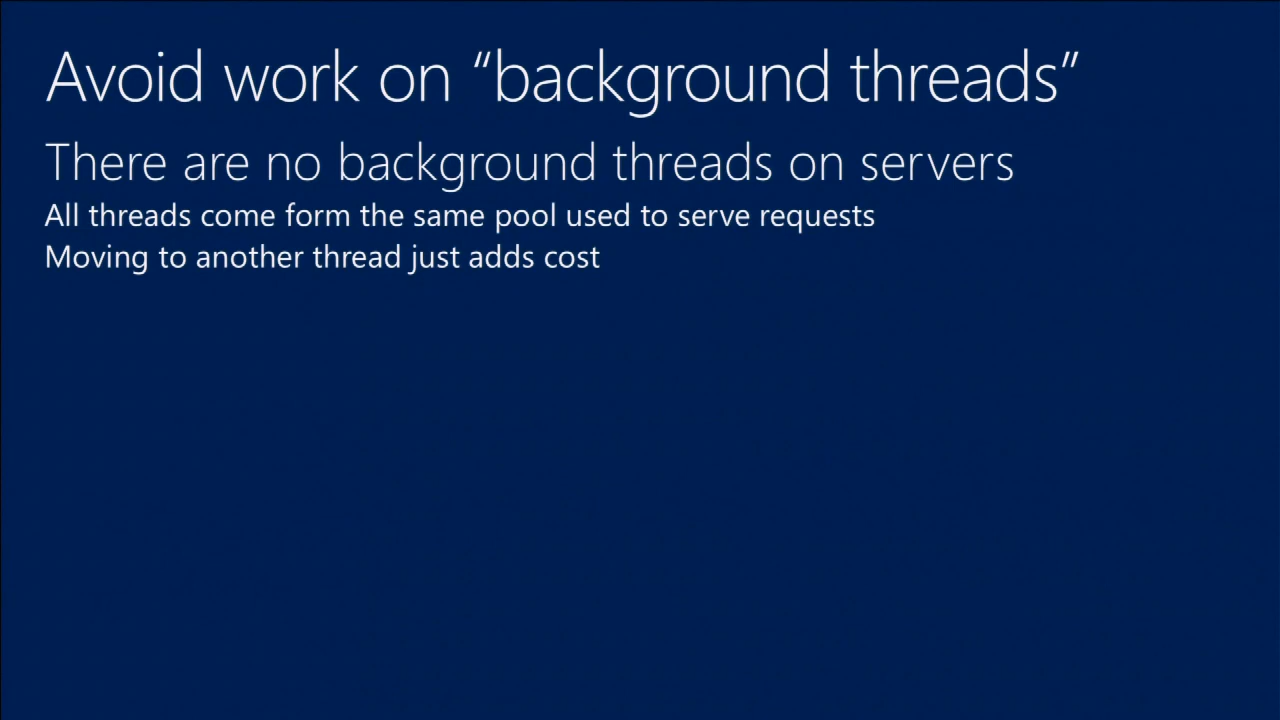 Avoid work on “background threads”
There are no background threads on servers
All threads come form the same pool used to serve requests
Moving to another thread just adds cost